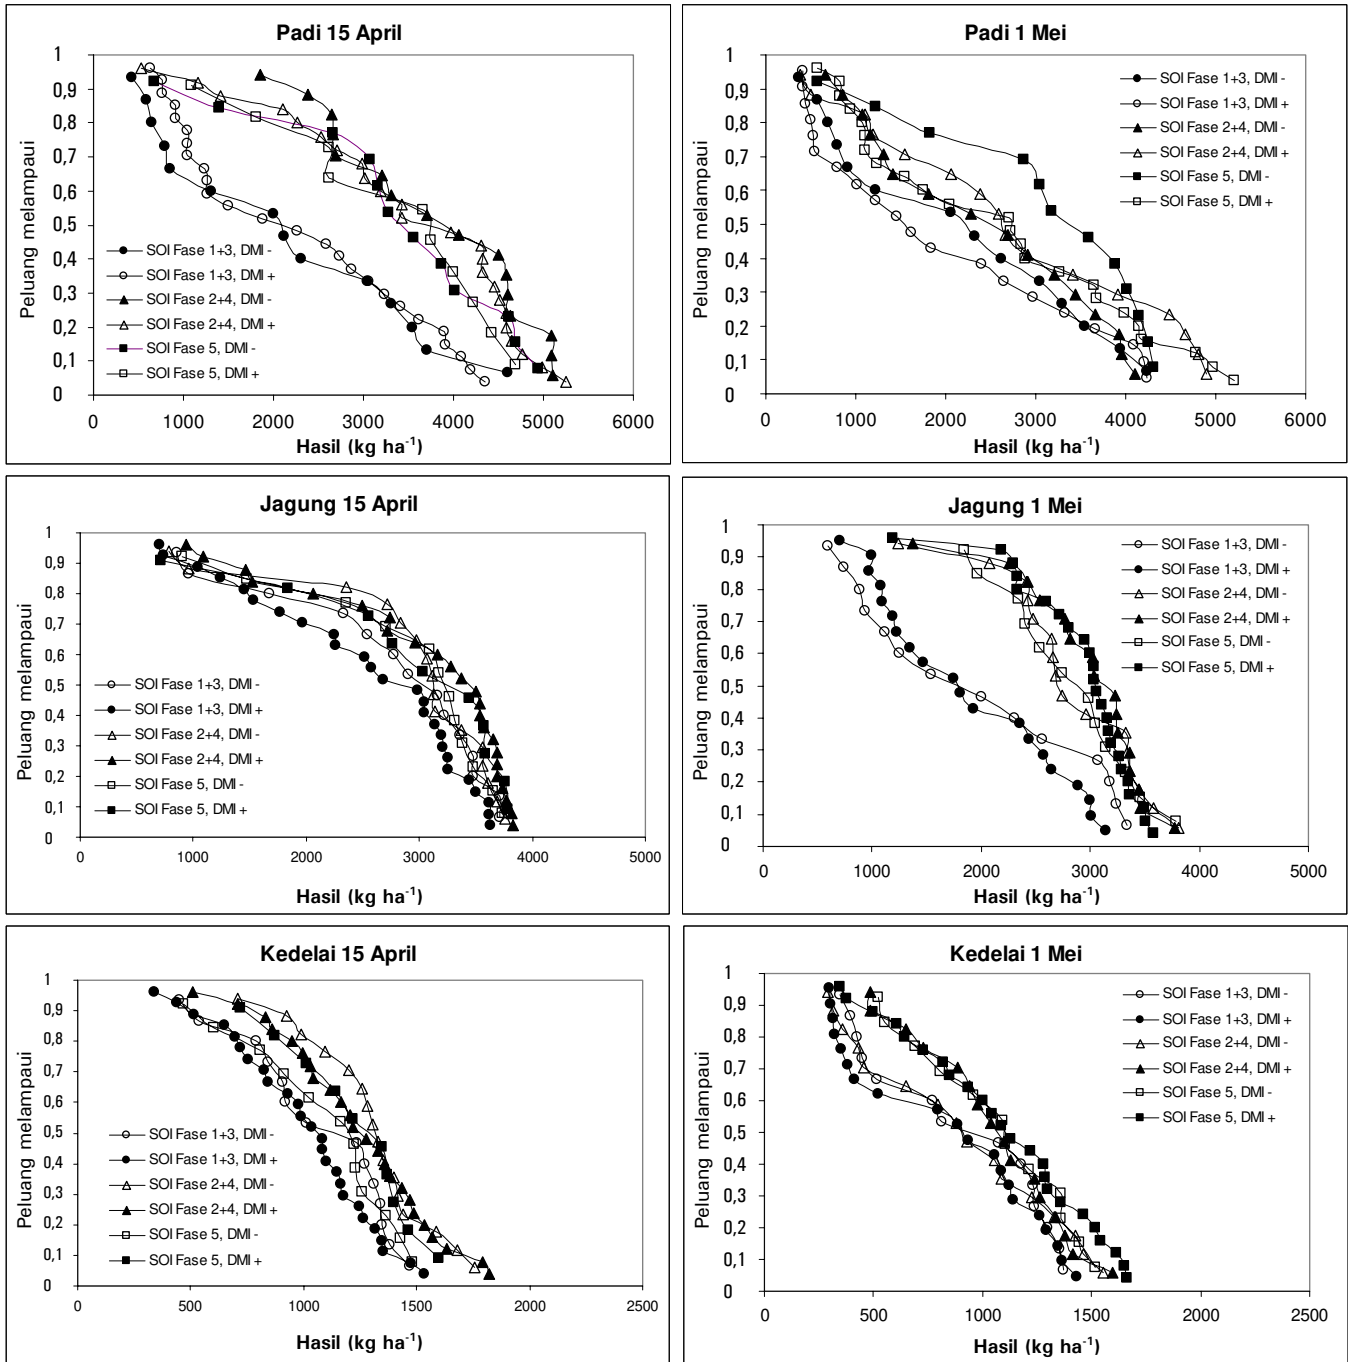 Padi 15 April
Peluang melampaui
1
0,9
0,8
0,7
0,6
0,5
0,4
0,3
0,2
0,1
0
SOI Fase 1+3, DMI -
SOI Fase 1+3, DMI +
SOI Fase 2+4, DMI -
SOI Fase 2+4, DMI +
SOI Fase 5, DMI -
SOI Fase 5, DMI +
0 1000 2000 3000 4000 5000 6000
Hasil (kg ha⁻¹)
Padi 1 Mei
Peluang melampaui
1
0,9
0,8
0,7
0,6
0,5
0,4
0,3
0,2
0,1
0
SOI Fase 1+3, DMI -
SOI Fase 1+3, DMI +
SOI Fase 2+4, DMI -
SOI Fase 2+4, DMI +
SOI Fase 5, DMI -
SOI Fase 5, DMI +
0 1000 2000 3000 4000 5000 6000
Hasil (kg ha⁻¹)
Jagung 15 April
Peluang melampaui
1
0,9
0,8
0,7
0,6
0,5
0,4
0,3
0,2
0,1
0
SOI Fase 1+3, DMI -
SOI Fase 1+3, DMI +
SOI Fase 2+4, DMI -
SOI Fase 2+4, DMI +
SOI Fase 5, DMI -
SOI Fase 5, DMI +
0 1000 2000 3000 4000 5000
Hasil (kg ha⁻¹)
Jagung 1 Mei
Peluang melampaui
1
0,9
0,8
0,7
0,6
0,5
0,4
0,3
0,2
0,1
0
SOI Fase 1+3, DMI -
SOI Fase 1+3, DMI +
SOI Fase 2+4, DMI -
SOI Fase 2+4, DMI +
SOI Fase 5, DMI -
SOI Fase 5, DMI +
0 1000 2000 3000 4000 5000
Hasil (kg ha⁻¹)
Kedelai 15 April
Peluang melampaui
1
0,9
0,8
0,7
0,6
0,5
0,4
0,3
0,2
0,1
0
SOI Fase 1+3, DMI -
SOI Fase 1+3, DMI +
SOI Fase 2+4, DMI -
SOI Fase 2+4, DMI +
SOI Fase 5, DMI -
SOI Fase 5, DMI +
0 500 1000 1500 2000 2500
Hasil (kg ha⁻¹)
Kedelai 1 Mei
Peluang melampaui
1
0,9
0,8
0,7
0,6
0,5
0,4
0,3
0,2
0,1
0
SOI Fase 1+3, DMI -
SOI Fase 1+3, DMI +
SOI Fase 2+4, DMI -
SOI Fase 2+4, DMI +
SOI Fase 5, DMI -
SOI Fase 5, DMI +
0 500 1000 1500 2000 2500
Hasil (kg ha⁻¹)